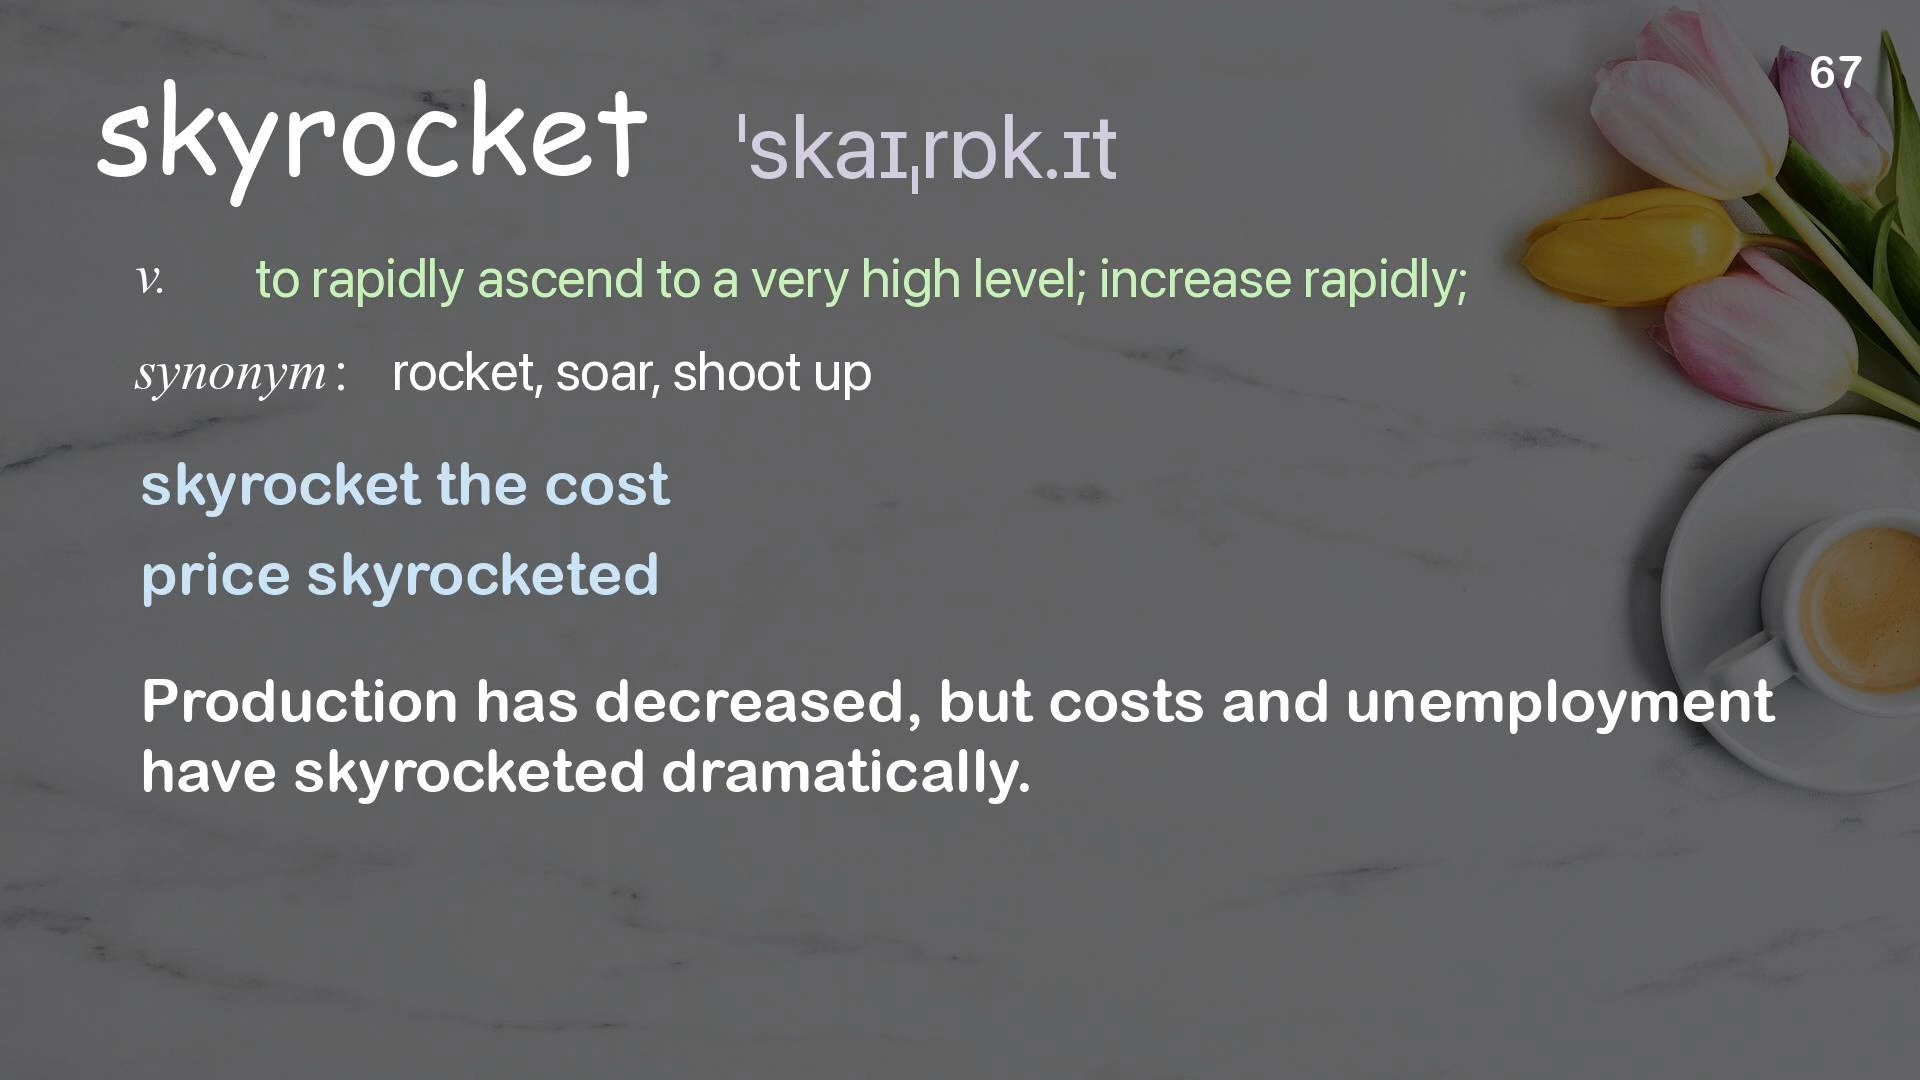 67
skyrocket ˈskaɪˌrɒk.ɪt
v. to rapidly ascend to a very high level; increase rapidly;
synonym : rocket, soar, shoot up
skyrocket the cost
price skyrocketed
Production has decreased, but costs and unemployment
have skyrocketed dramatically.